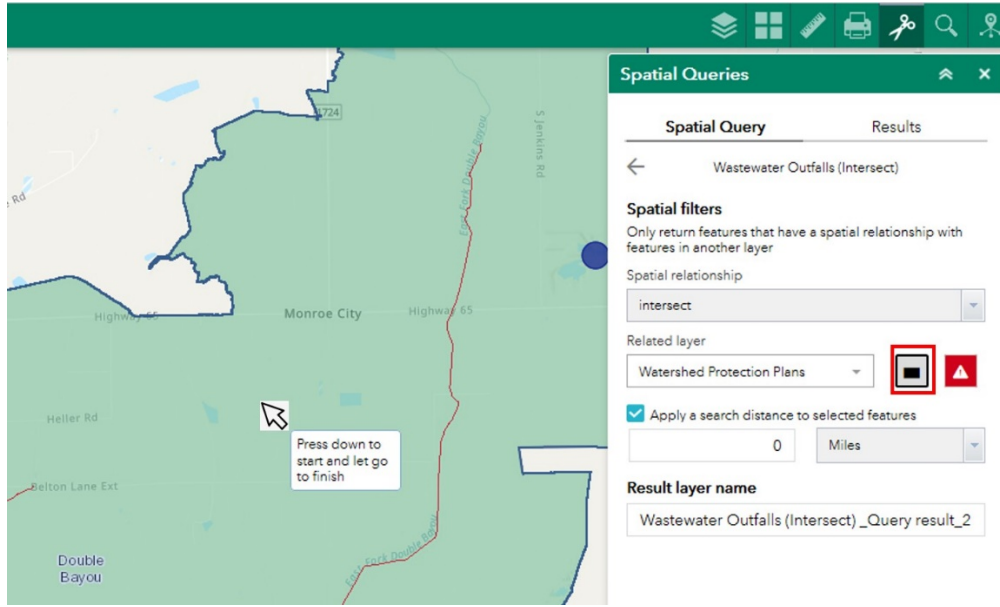 Spatial Queries
Spatial Query
Results
Wastewater Outfalls (Intersect)
Spatial filters
Only return features that have a spatial relationship with
features in another layer
Spatial relationship
intersect
Related layer
Watershed Protection Plans
Apply a search distance to selected features
0
Miles
Result layer name
Wastewater Outfalls (Intersect) _Query result_2
1724
S Jenkins Rd
East Fork Double Bayou
Rd
Highway 65
Monroe City
Highway 65
Heller Rd
Press down to
start and let go
to finish
Belton Lane Ext
East Fork Double Bayou
Double
Bayou